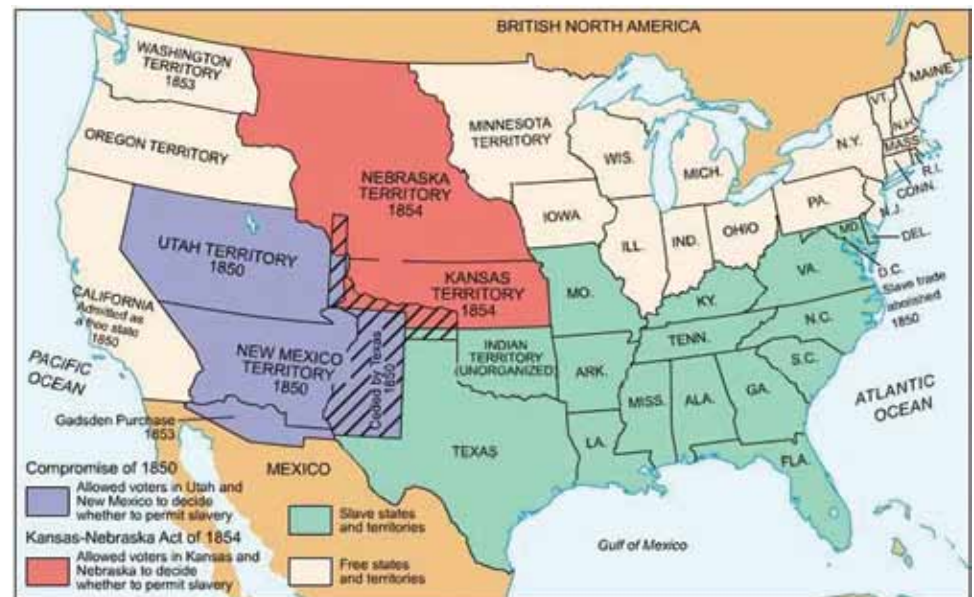 BRITISH NORTH AMERICA
WASHINGTON
TERRITORY
1853
OREGON TERRITORY
NEBRASKA
TERRITORY
1854
MINNESOTA
TERRITORY
WIS.
MICH.
MAINE
VT.
N.H.
N.Y.
MASS.
R.I.
CONN.
PA.
N.J.
IOWA
ILL.
IND.
OHIO
MD.
DEL.
UTAH TERRITORY
1850
KANSAS
TERRITORY
1854
MO.
KY.
VA.
D.C.
Slave trade
abolished
1850
CALIFORNIA
Admitted as
a free state
1850
NEW MEXICO
TERRITORY
1850
Ceded by Texas
1850
INDIAN
TERRITORY
(UNORGANIZED)
ARK.
TENN.
N.C.
S.C.
MISS.
ALA.
GA.
LA.
FLA.
TEXAS
PACIFIC
OCEAN
ATLANTIC
OCEAN
Gadsden Purchase
1853
MEXICO
Gulf of Mexico
Compromise of 1850
Allowed voters in Utah and
New Mexico to decide
whether to permit slavery
Kansas-Nebraska Act of 1854
Allowed voters in Kansas and
Nebraska to decide
whether to permit slavery
Slave states
and territories
Free states
and territories